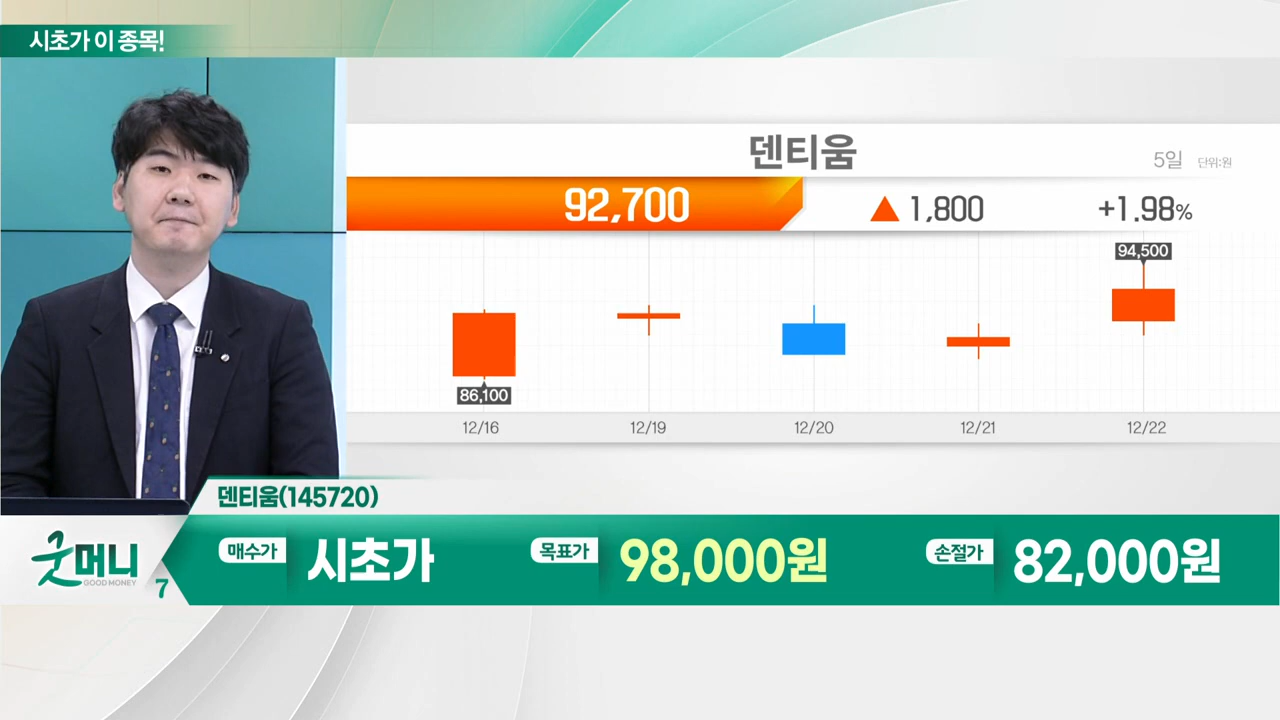 시초가 이 종목!
덴티움
5일 단위:원
92,700 ▲ 1,800 +1.98%
94,500
86,100
12/16 12/19 12/20 12/21 12/22
덴티움(145720)
굿머니
GOOD MONEY
7
매수가 시초가 목표가 98,000원 손절가 82,000원